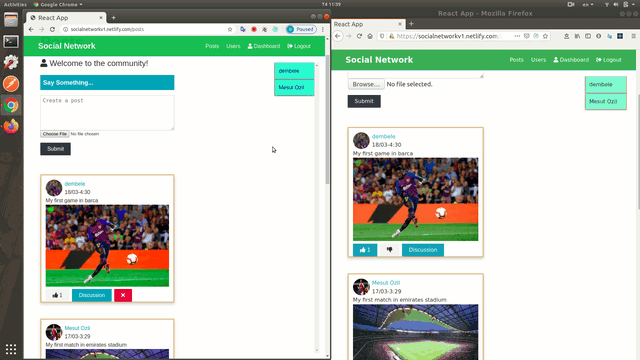 Activities
Google Chrome
T4 11:39
en
React App
socialnetworkv1.netlify.com/posts
Paused
Social Network
Posts
Users
Dashboard
Logout
Welcome to the community!
Say Something...
Create a post
Choose File No file chosen
Submit
dembele
Mesut Ozil
dembele
18/03-4:30
My first game in barca
1
Discussion
Mesut Ozil
17/03-3:29
My first match in emirates stadium
React App - Mozilla Firefox
React App
https://socialnetworkv1.netlify.com
Social Network
Posts
Users
Dashboard
Logout
Browse... No file selected.
Submit
dembele
Mesut Ozil
dembele
18/03-4:30
My first game in barca
1
Discussion
Mesut Ozil
17/03-3:29
My first match in emirates stadium